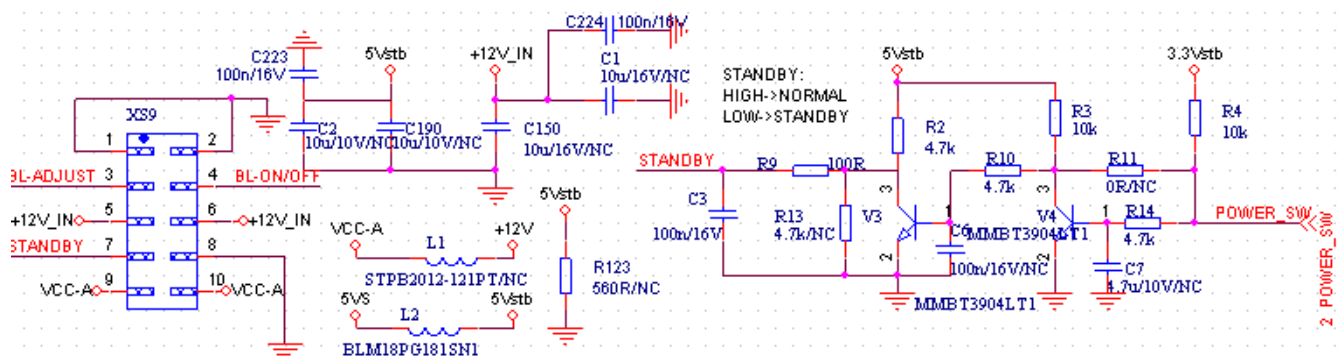 C224 100n/16V
5Vstb
+12V_IN
C223
100n/16V
C1
10u/16V/NC
STANDBY:
HIGH->NORMAL
LOW->STANDBY
5Vstb
3.3Vstb
XS9
1
2
C2
10u/10V/NC
C190
10u/10V/NC
C150
10u/16V/NC
R2
4.7k
R3
10k
R4
10k
BL-ADJUST
3
4
BL-ON/OFF
STANDBY
R9
100R
R10
4.7k
R11
0R/NC
+12V_IN
5
6
+12V_IN
5Vstb
C3
100n/16V
R13
4.7k/NC
3
V3
1
2
3
V4
1
2
R14
4.7k
POWER_SW
STANDBY
7
8
VCC-A
L1
+12V
STPB2012-121PT/NC
R123
560R/NC
C6
100n/16V/NC
MMBT3904LT1
C7
4.7u/10V/NC
VCC-A
9
10
VCC-A
5VS
L2
5Vstb
BLM18PG181SN1
MMBT3904LT1
2 POWER_SW